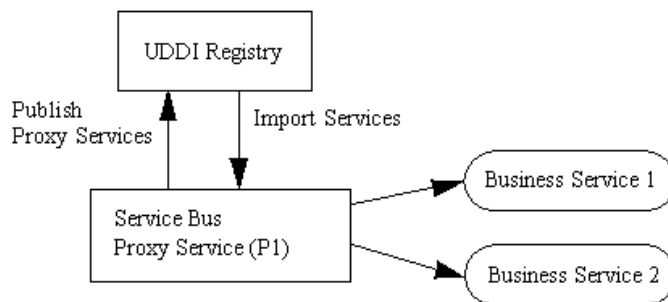 UDDI Registry
Publish
Proxy Services
Import Services
Service Bus
Proxy Service (P1)
Business Service 1
Business Service 2